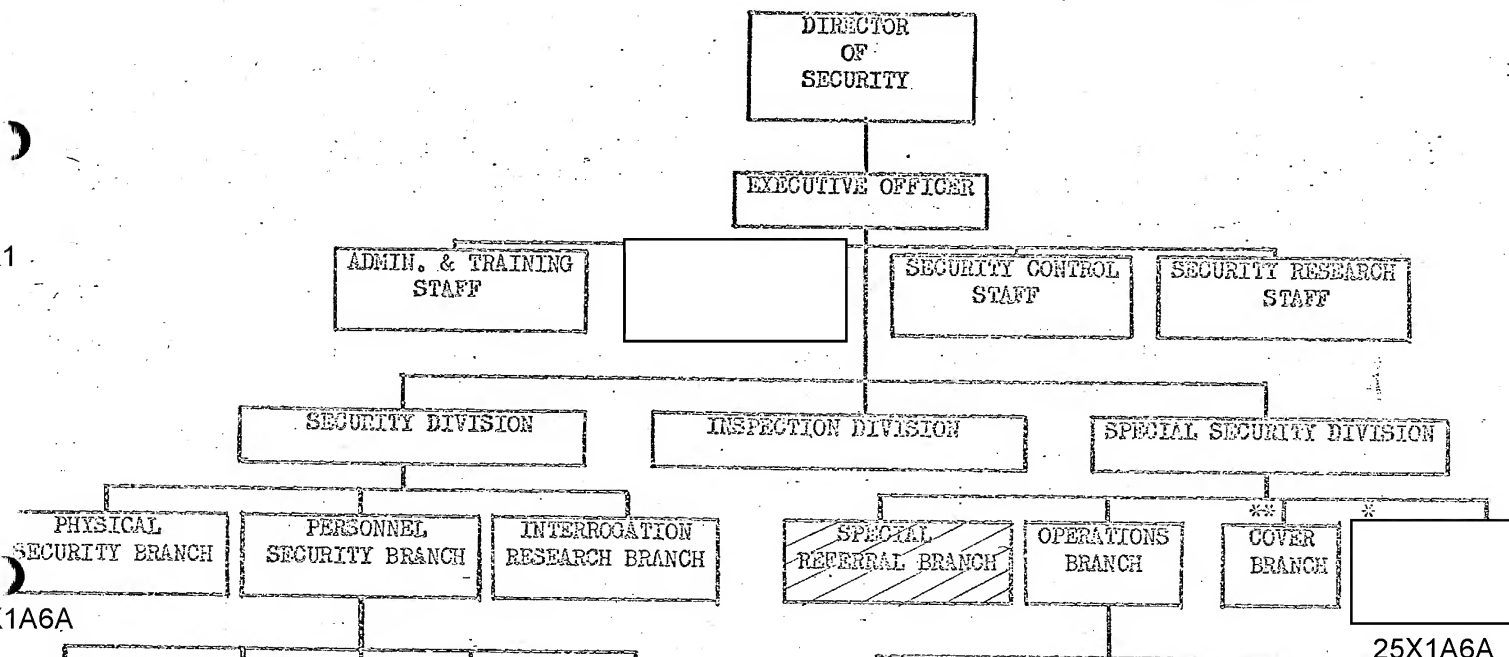 DIRECTOR
OF
SECURITY
EXECUTIVE OFFICER
1
ADMIN. & TRAINING
STAFF
SECURITY CONTROL
STAFF
SECURITY RESEARCH
STAFF
SECURITY DIVISION
INSPECTION DIVISION
SPECIAL SECURITY DIVISION
** *
PHYSICAL
SECURITY BRANCH
PERSONNEL
SECURITY BRANCH
INTERROGATION
RESEARCH BRANCH
SPECIAL
REFERRAL BRANCH
OPERATIONS
BRANCH
COVER
BRANCH
X1A6A
25X1A6A